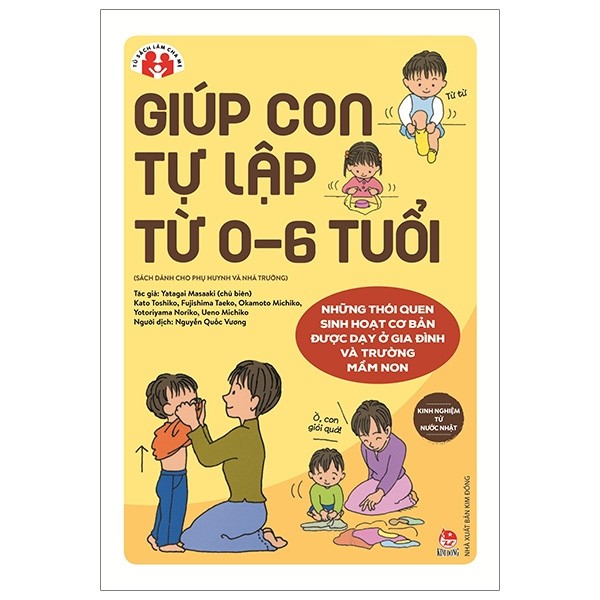 TỦ SÁCH LÀM CHA MẸ
GIÚP CON
TỰ LẬP
TỪ 0-6 TUỔI
Từ từ
(SÁCH DÀNH CHO PHỤ HUYNH VÀ NHÀ TRƯỜNG)
Tác giả: Yatagai Masaaki (chủ biên)
Kato Toshiko, Fujishima Taeko, Okamoto Michiko,
Yotoriyama Noriko, Ueno Michiko
Người dịch: Nguyễn Quốc Vương
NHỮNG THÓI QUEN
SINH HOẠT CƠ BẢN
ĐƯỢC DẠY Ở GIA ĐÌNH
VÀ TRƯỜNG
MẦM NON
KINH NGHIỆM
TỪ
NƯỚC NHẬT
Ồ, con
giỏi quá!
KIM ĐỒNG
NHÀ XUẤT BẢN KIM ĐỒNG